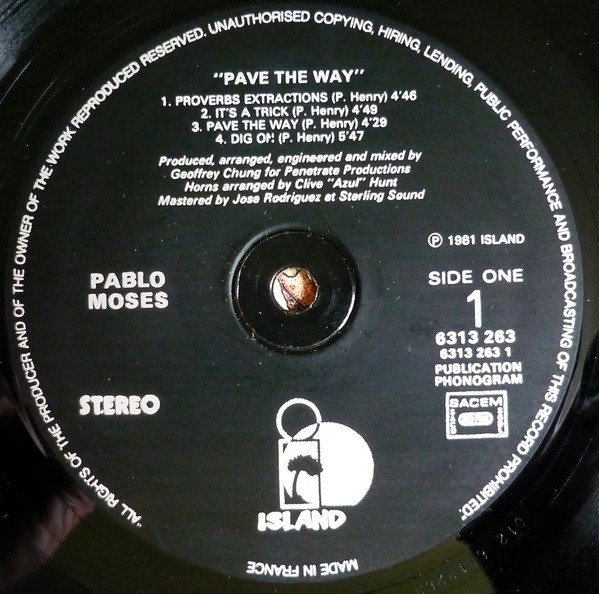 "ALL RIGHTS OF THE PRODUCER AND OF THE OWNER OF THE WORK REPRODUCED RESERVED. UNAUTHORISED COPYING, HIRING, LENDING, PUBLIC PERFORMANCE AND BROADCASTING OF THIS RECORD PROHIBITED."
"PAVE THE WAY"
1. PROVERBS EXTRACTIONS (P. Henry) 4'46
2. IT'S A TRICK (P. Henry) 4'49
3. PAVE THE WAY (P. Henry) 4'29
4. DIG ON (P. Henry) 5'47
Produced, arranged, engineered and mixed by
Geoffrey Chung for Penetrate Productions
Horns arranged by Clive "Azul" Hunt
Mastered by Jose Rodriguez at Sterling Sound
Ⓟ 1981 ISLAND
PABLO
MOSES
SIDE ONE
1
6313 263
6313 263 1
PUBLICATION
PHONOGRAM
STEREO
SACEM
ISLAND
MADE IN FRANCE